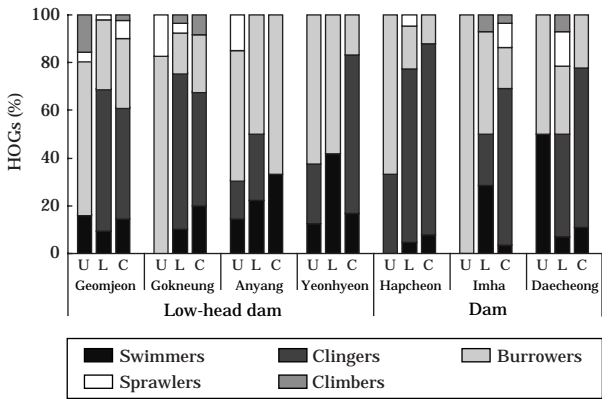 HOGs (%)
100
80
60
40
20
0
U L C U L C U L C U L C U L C U L C U L C
Geomjeon Gokneung Anyang Yeonhyeon Hapcheon Imha Daecheong
Low-head dam Dam
Swimmers Clingers Burrowers
Sprawlers Climbers